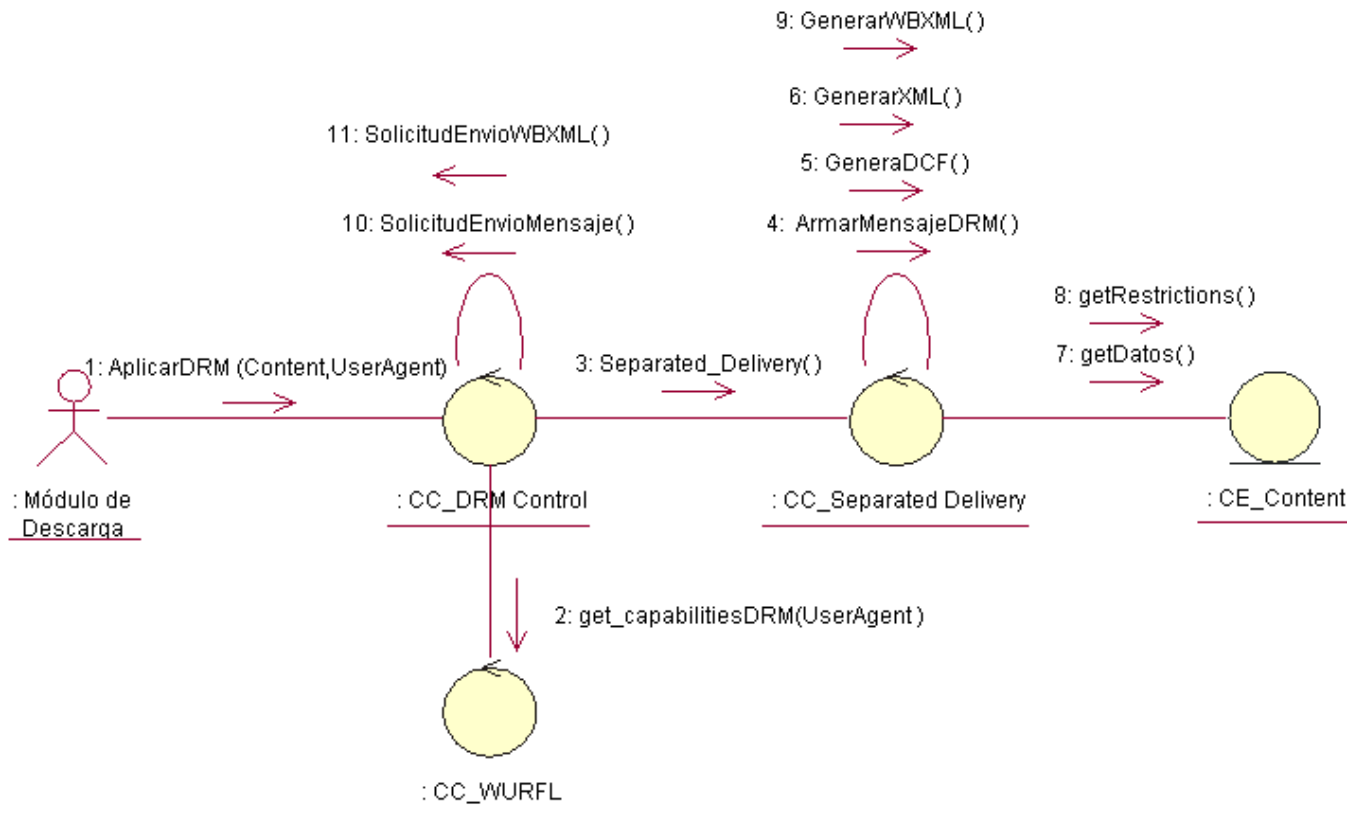 9: GenerarWBXML( )
6: GenerarXML( )
11: SolicitudEnvioWBXML( )
5: GeneraDCF( )
10: SolicitudEnvioMensaje( )
4:  ArmarMensajeDRM( )
8: getRestrictions( )
7: getDatos( )
1: AplicarDRM (Content,UserAgent)
3: Separated_Delivery( )
: Módulo de
Descarga
: CC_DRM Control
: CC_Separated Delivery
: CE_Content
2: get_capabilitiesDRM(UserAgent )
: CC_WURFL